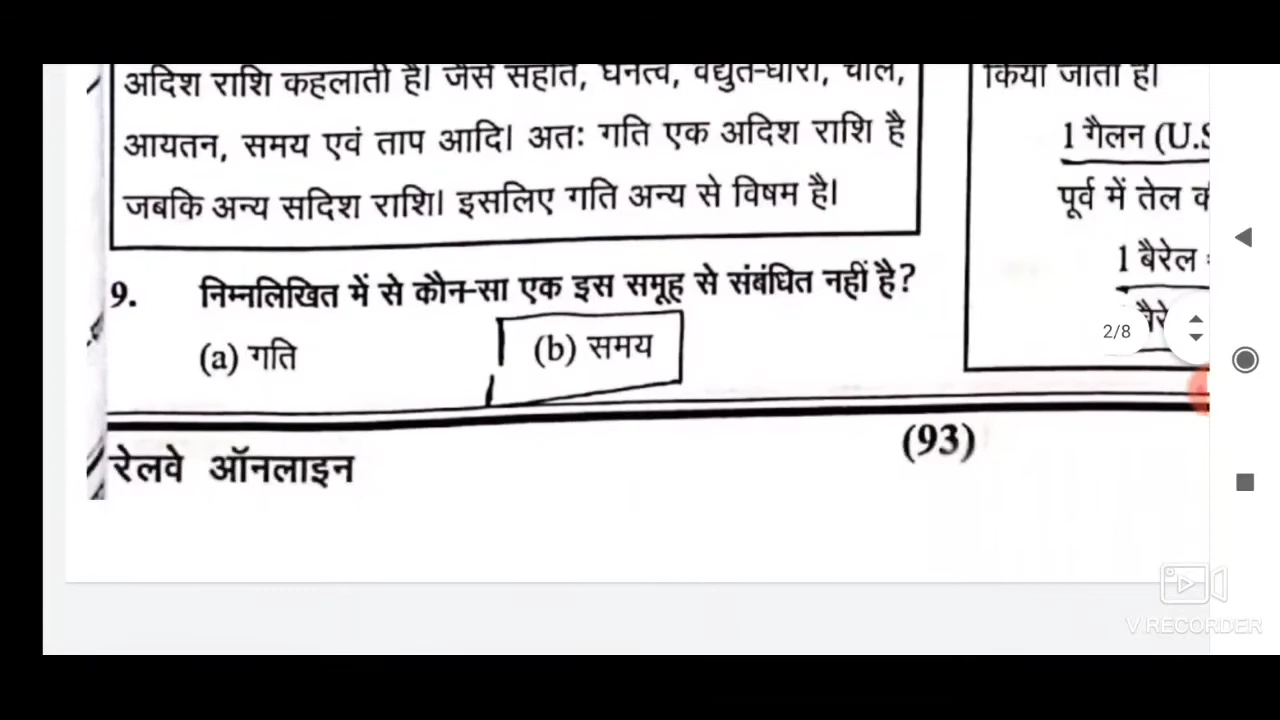 अदिश राशि कहलाती है। जैसे संहति, घनत्व, वैद्युत-धारा, चाल,
आयतन, समय एवं ताप आदि। अतः गति एक अदिश राशि है
जबकि अन्य सदिश राशि। इसलिए गति अन्य से विषम है।
9. निम्नलिखित में से कौन-सा एक इस समूह से संबंधित नहीं है?
(a) गति (b) समय
रेलवे ऑनलाइन
(93)
किया जाता है।
1 गैलन (U.S
पूर्व में तेल
1 बैरेल
2/8
V RECORDER